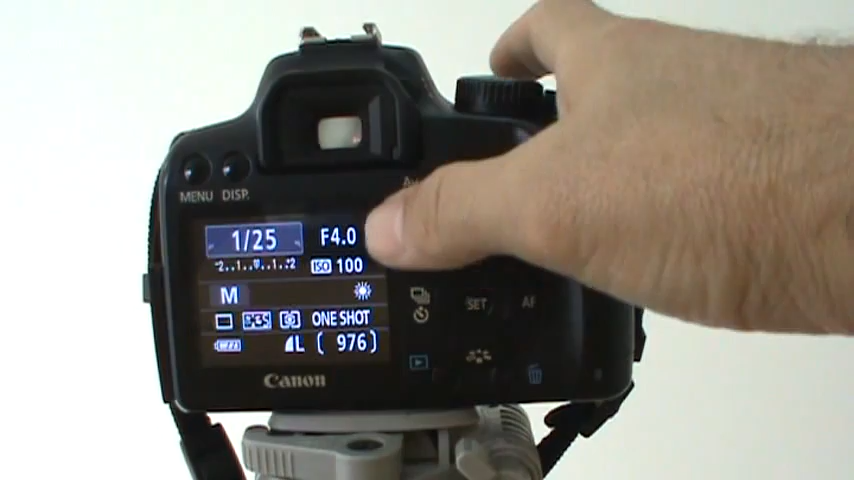 MENU DISP.
Av
1/25 F4.0
-2..1..0..1..2
ISO 100
M
ONE SHOT
L [ 976]
SET AF
Canon